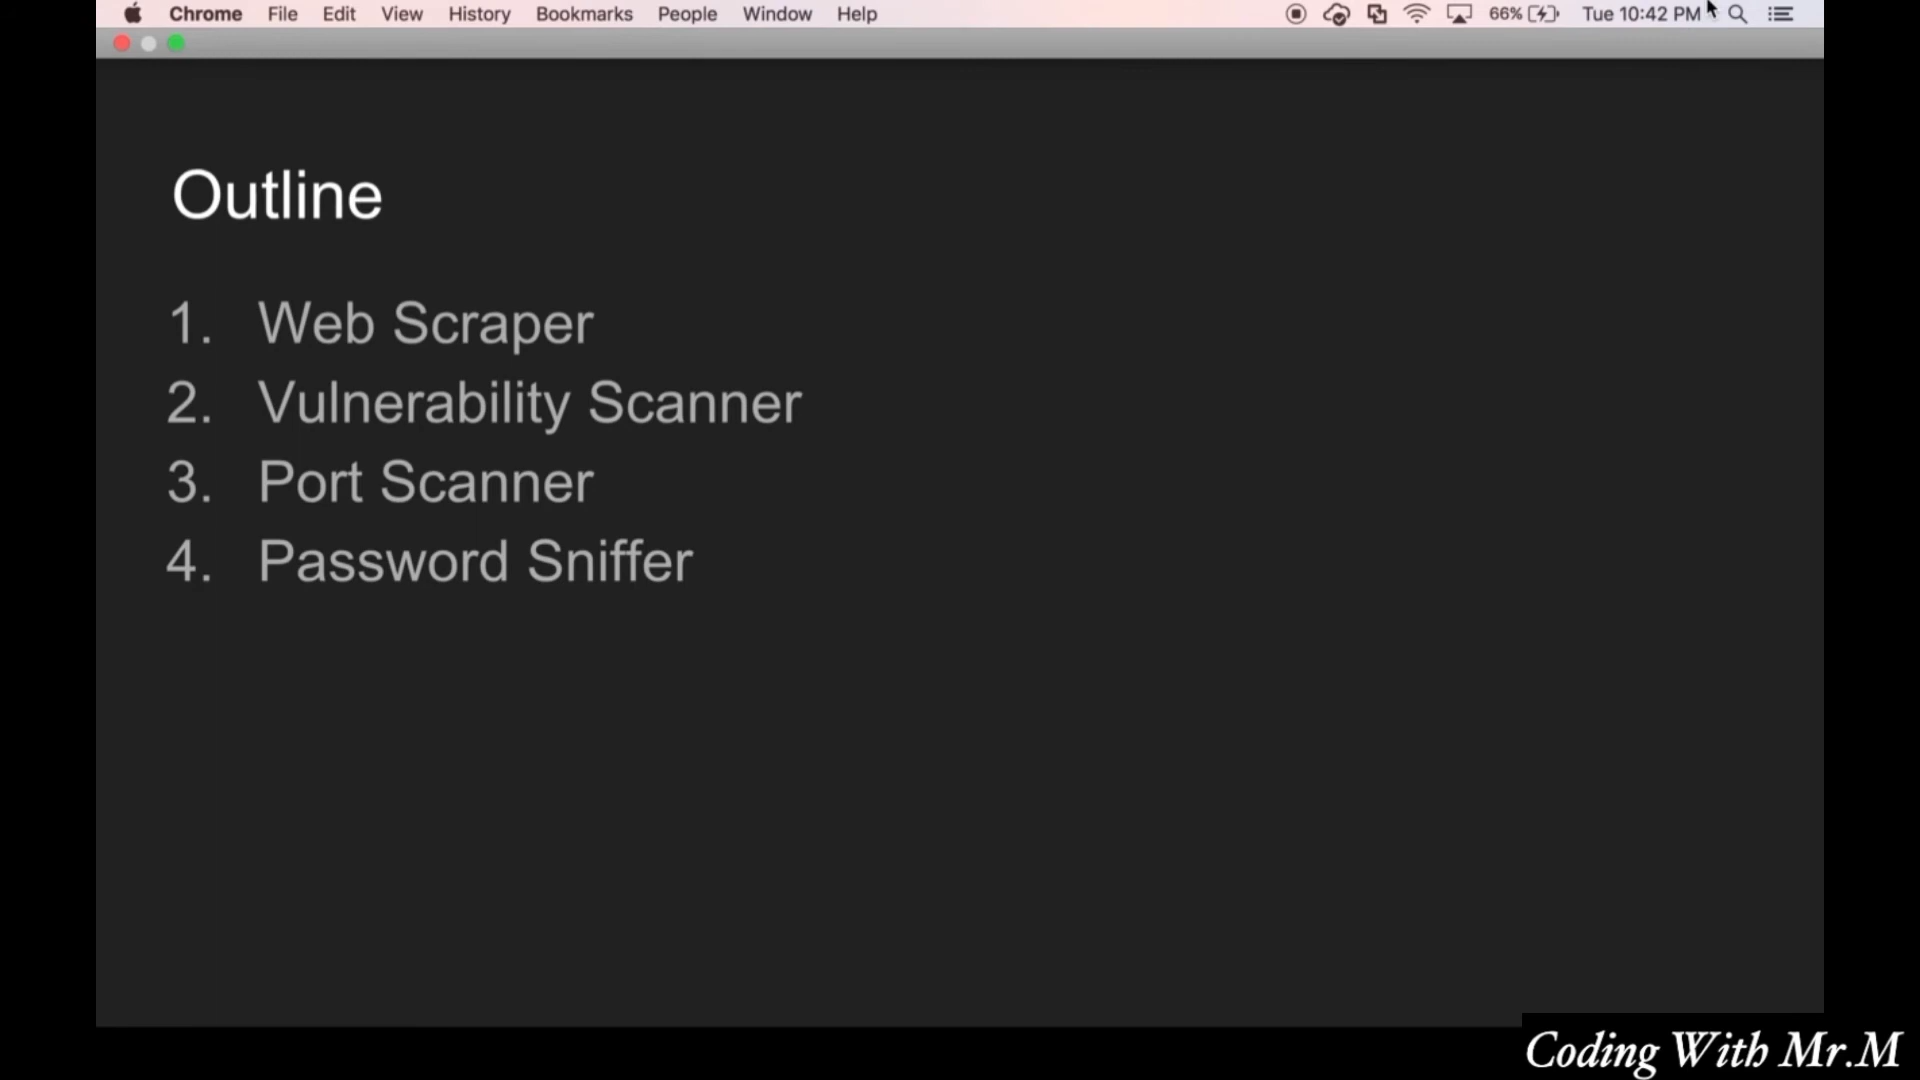 Chrome File Edit View History Bookmarks People Window Help 66% Tue 10:42 PM
Outline
1. Web Scraper
2. Vulnerability Scanner
3. Port Scanner
4. Password Sniffer
Coding With Mr.M